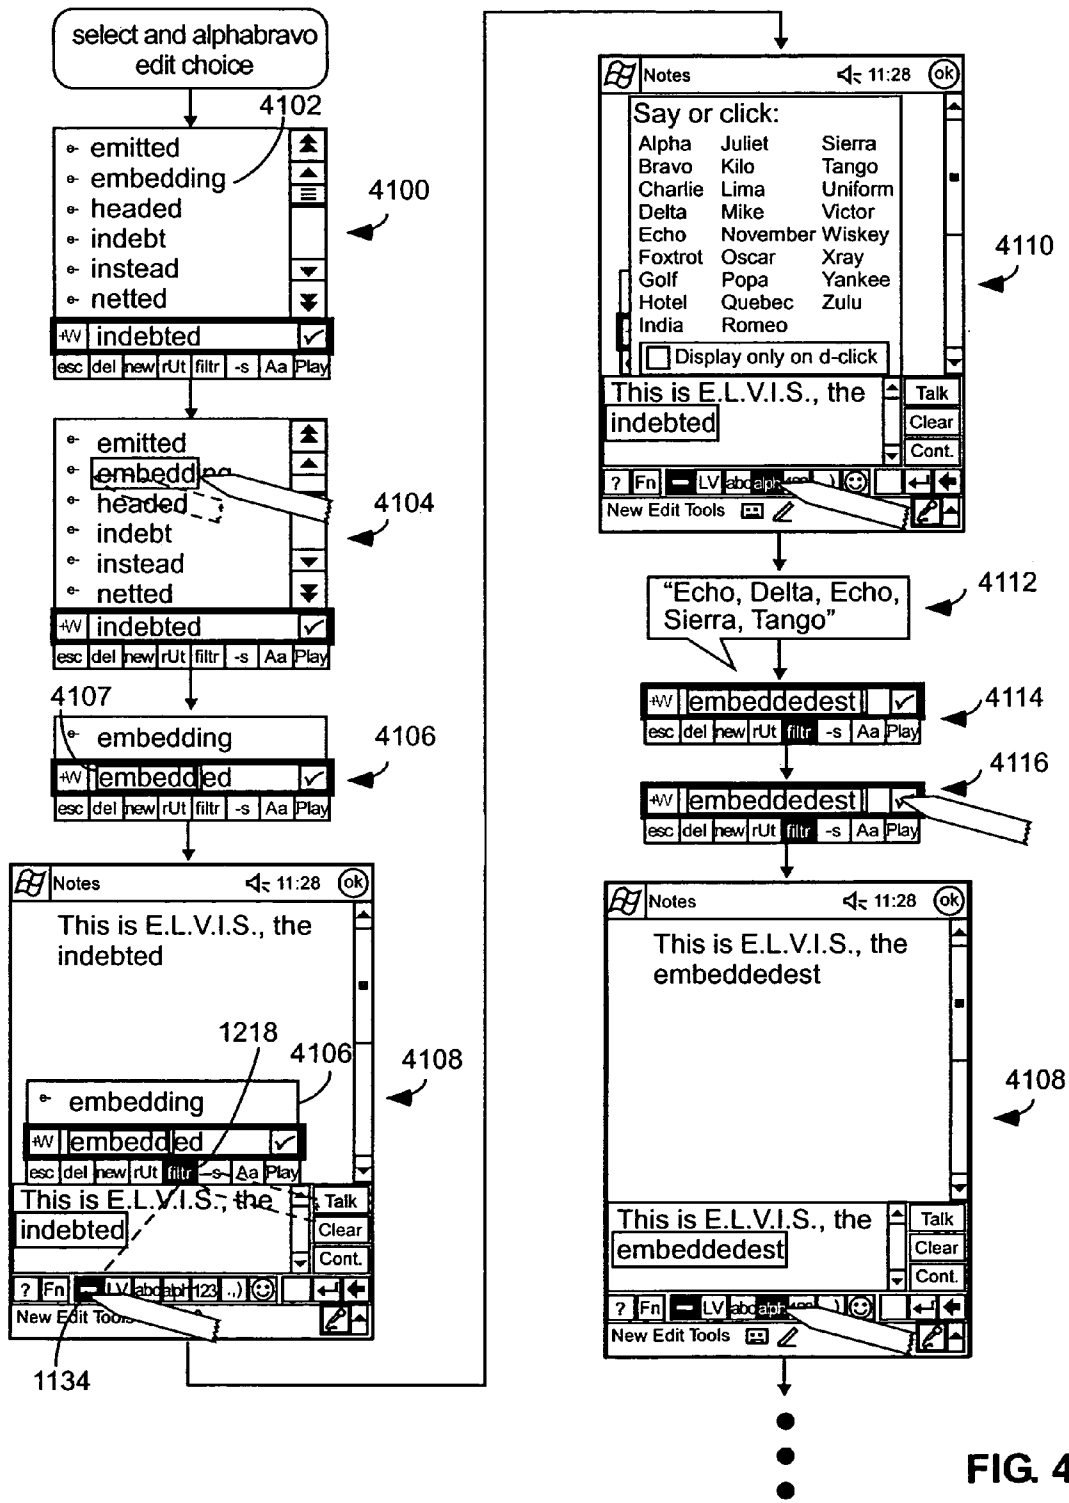 select and alphabravo
edit choice
4102
emitted
embedding
headed
indebt
instead
netted
4100
+W indebted
esc del new rUt filtr -s Aa Play
emitted
embedding
headed
indebt
instead
netted
4104
+W indebted
esc del new rUt filtr -s Aa Play
4107
embedding
4106
+W embedded
esc del new rUt filtr -s Aa Play
Notes 11:28 ok
This is E.L.V.I.S., the
indebted
1218
4106
4108
embedding
+W embedded
esc del new rUt filtr -s Aa Play
This is E.L.V.I.S., the
indebted
Talk
Clear
Cont.
? Fn LV abc alph 123 .,)
New Edit Tools
1134
Notes 11:28 ok
Say or click:
Alpha Juliet Sierra
Bravo Kilo Tango
Charlie Lima Uniform
Delta Mike Victor
Echo November Wiskey
Foxtrot Oscar Xray
Golf Popa Yankee
Hotel Quebec Zulu
India Romeo
Display only on d-click
4110
This is E.L.V.I.S., the
indebted
Talk
Clear
Cont.
? Fn LV abc alph
New Edit Tools
"Echo, Delta, Echo,
Sierra, Tango"
4112
+W embeddedest
esc del new rUt filtr -s Aa Play
4114
4116
+W embeddedest
esc del new rUt filtr -s Aa Play
Notes 11:28 ok
This is E.L.V.I.S., the
embeddedest
4108
This is E.L.V.I.S., the
embeddedest
Talk
Clear
Cont.
? Fn LV abc alph
New Edit Tools
FIG. 4